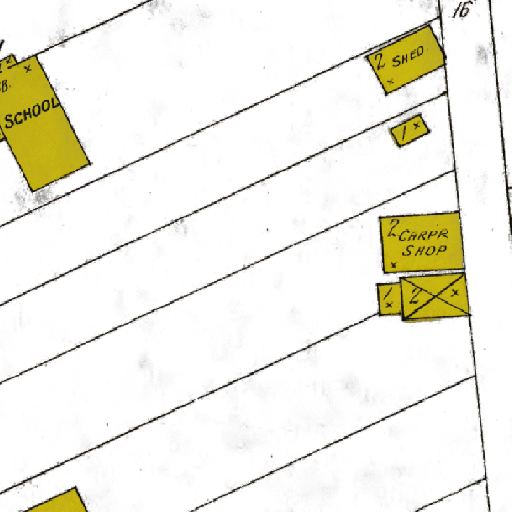 16
2 SHED
x
x
B.
SCHOOL
1 x
2 CARPR
SHOP
x
1
x
2 x